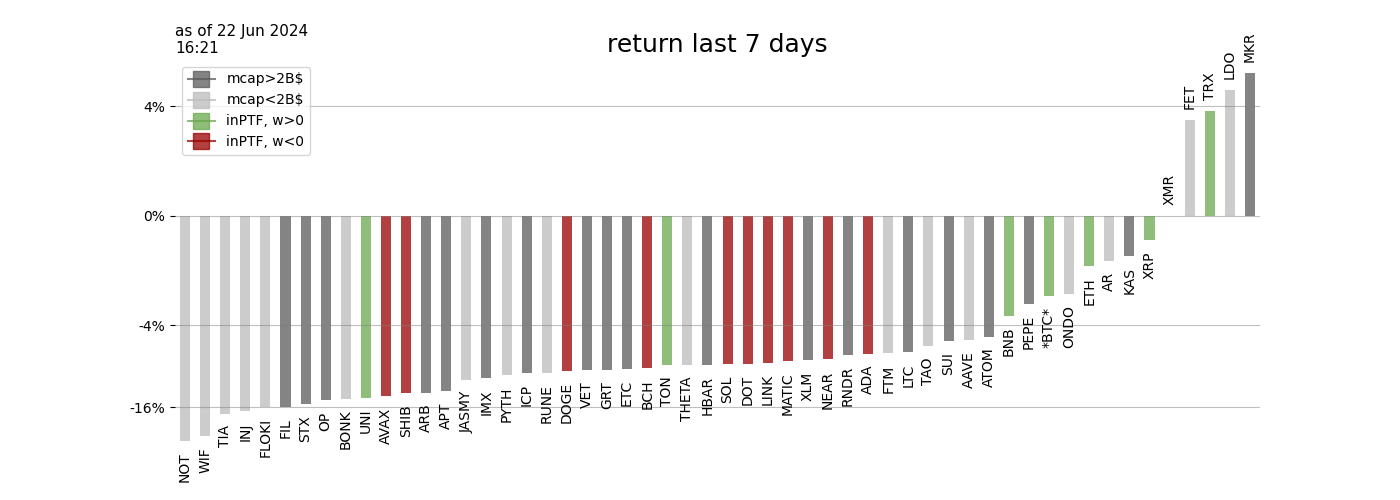 as of 22 Jun 2024
16:21
return last 7 days
mcap>2B$
mcap<2B$
inPTF, w>0
inPTF, w<0
4%
0%
-4%
-16%
NOT
WIF
TIA
INJ
FLOKI
FIL
STX
OP
BONK
UNI
AVAX
SHIB
ARB
APT
JASMY
IMX
PYTH
ICP
RUNE
DOGE
VET
GRT
ETC
BCH
TON
THETA
HBAR
SOL
DOT
LINK
MATIC
XLM
NEAR
RNDR
ADA
FTM
LTC
TAO
SUI
AAVE
ATOM
BNB
PEPE
*BTC*
ONDO
ETH
AR
KAS
XRP
XMR
FET
TRX
LDO
MKR